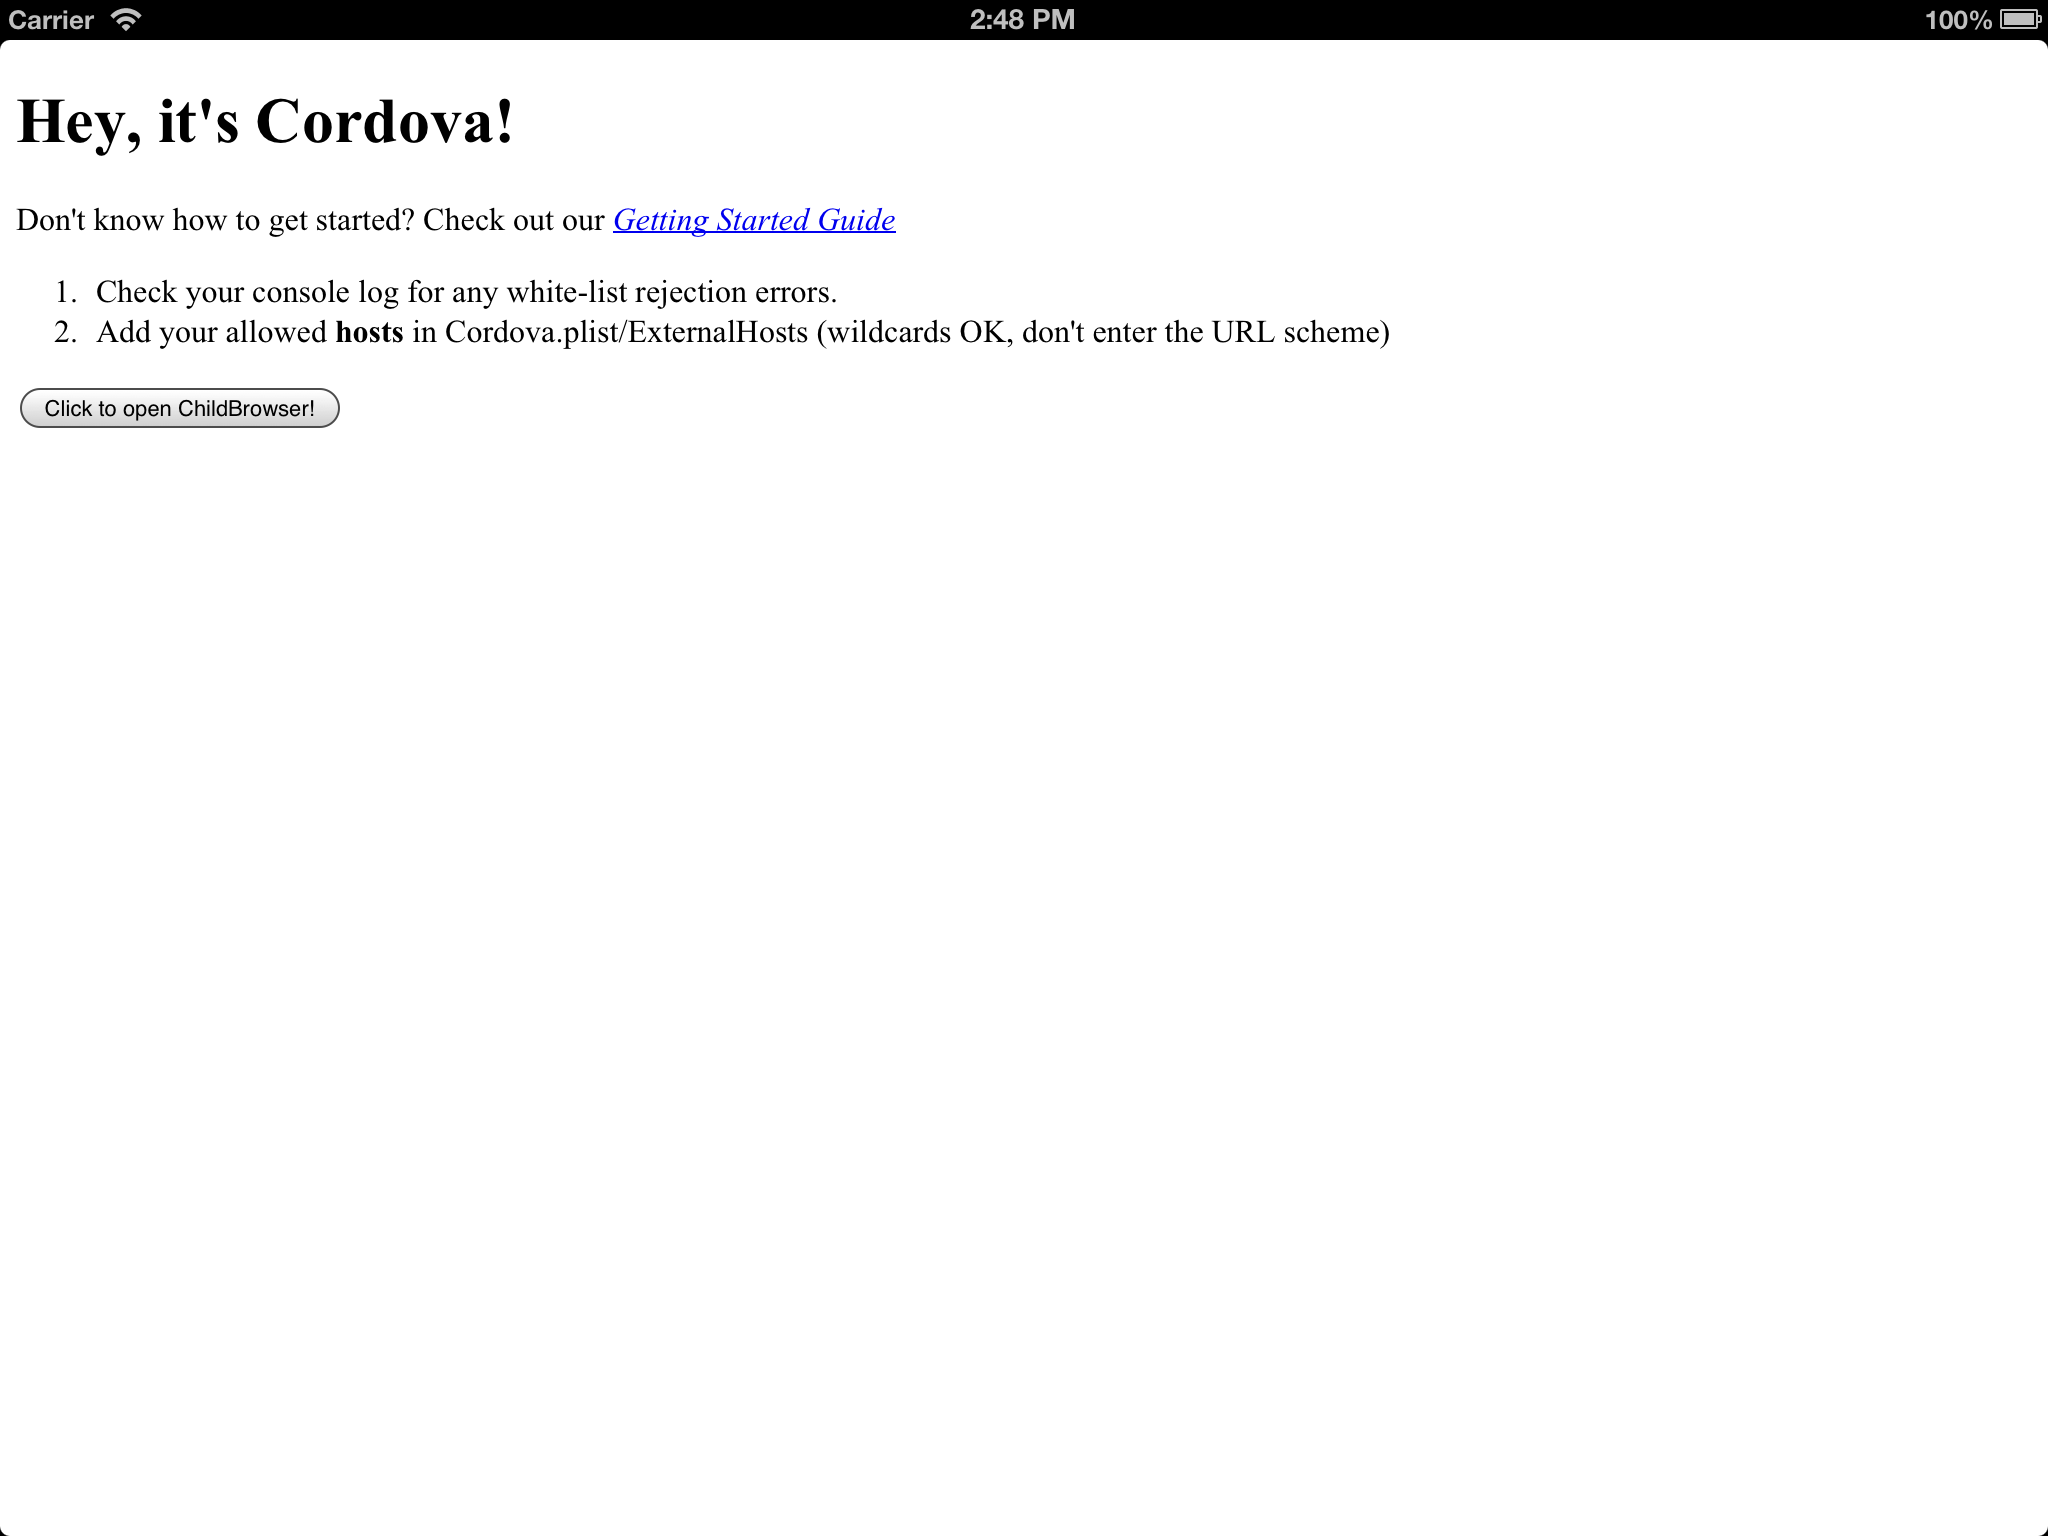 Carrier 2:48 PM 100%
Hey, it's Cordova!
Don't know how to get started? Check out our Getting Started Guide
1. Check your console log for any white-list rejection errors.
2. Add your allowed hosts in Cordova.plist/ExternalHosts (wildcards OK, don't enter the URL scheme)
Click to open ChildBrowser!